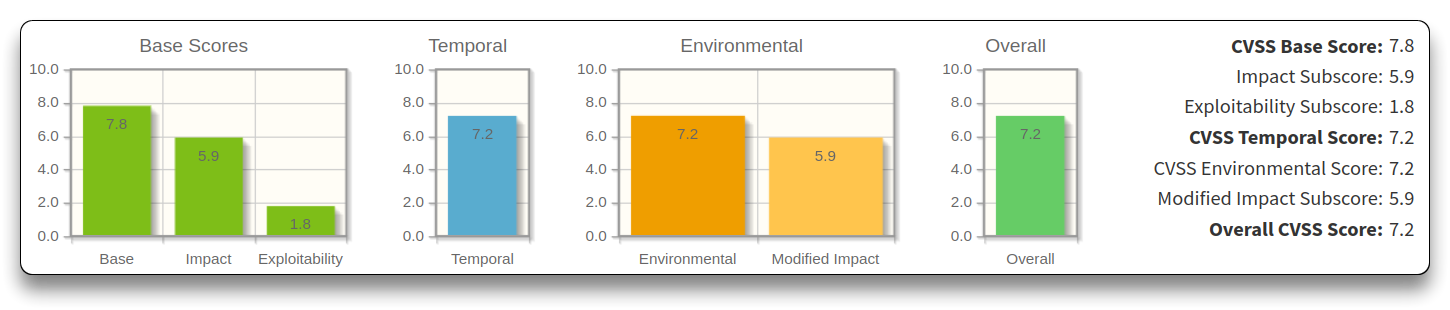 Base Scores
10.0
8.0
6.0
4.0
2.0
0.0
7.8
5.9
1.8
Base Impact Exploitability
Temporal
10.0
8.0
6.0
4.0
2.0
0.0
7.2
Temporal
Environmental
10.0
8.0
6.0
4.0
2.0
0.0
7.2
5.9
Environmental Modified Impact
Overall
10.0
8.0
6.0
4.0
2.0
0.0
7.2
Overall
CVSS Base Score: 7.8
Impact Subscore: 5.9
Exploitability Subscore: 1.8
CVSS Temporal Score: 7.2
CVSS Environmental Score: 7.2
Modified Impact Subscore: 5.9
Overall CVSS Score: 7.2